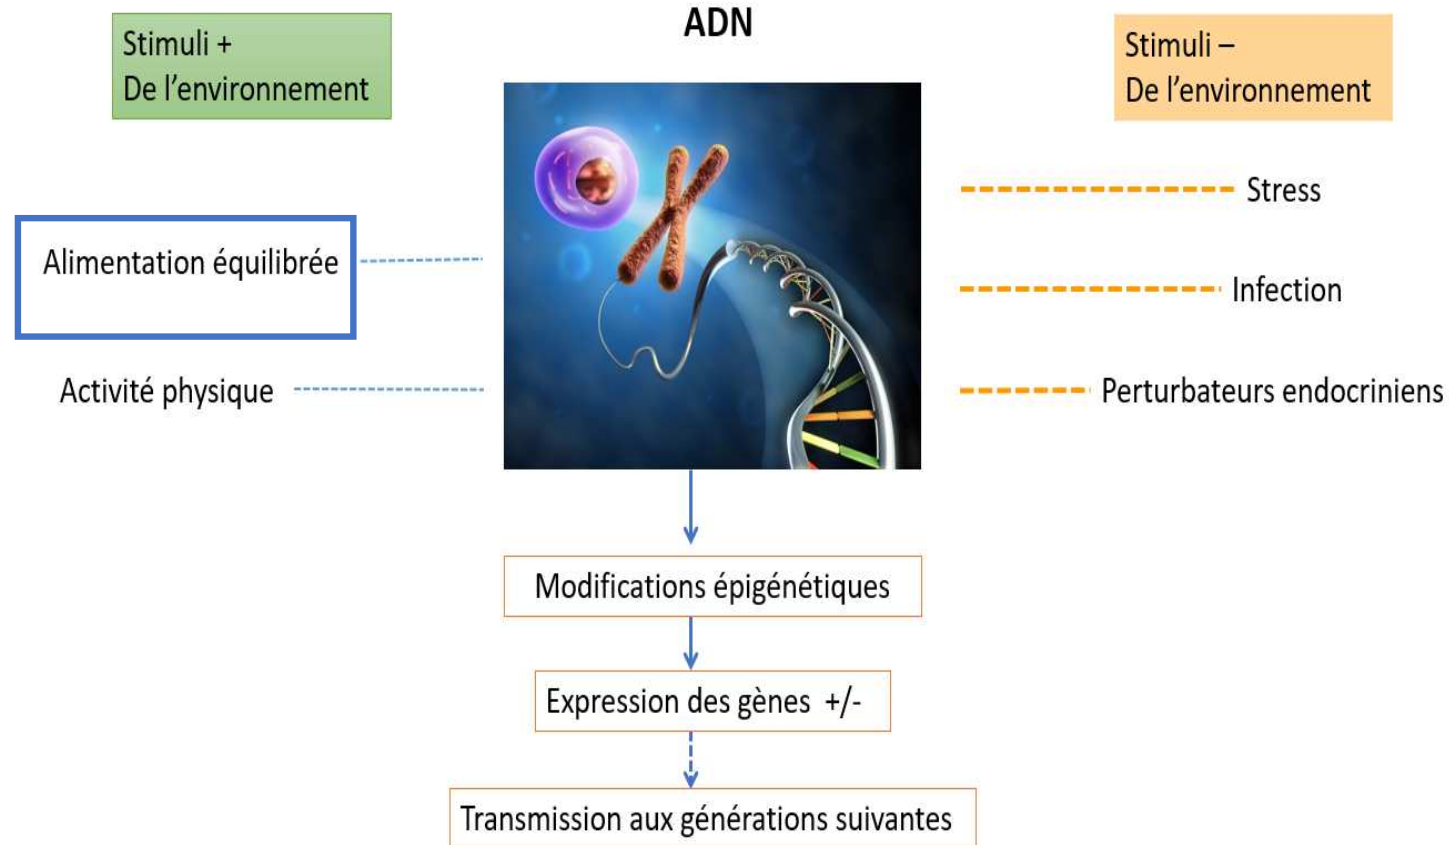 ADN
Stimuli +
De l'environnement
Stimuli –
De l'environnement
Alimentation équilibrée
Activité physique
Stress
Infection
Perturbateurs endocriniens
Modifications épigénétiques
Expression des gènes +/-
Transmission aux générations suivantes